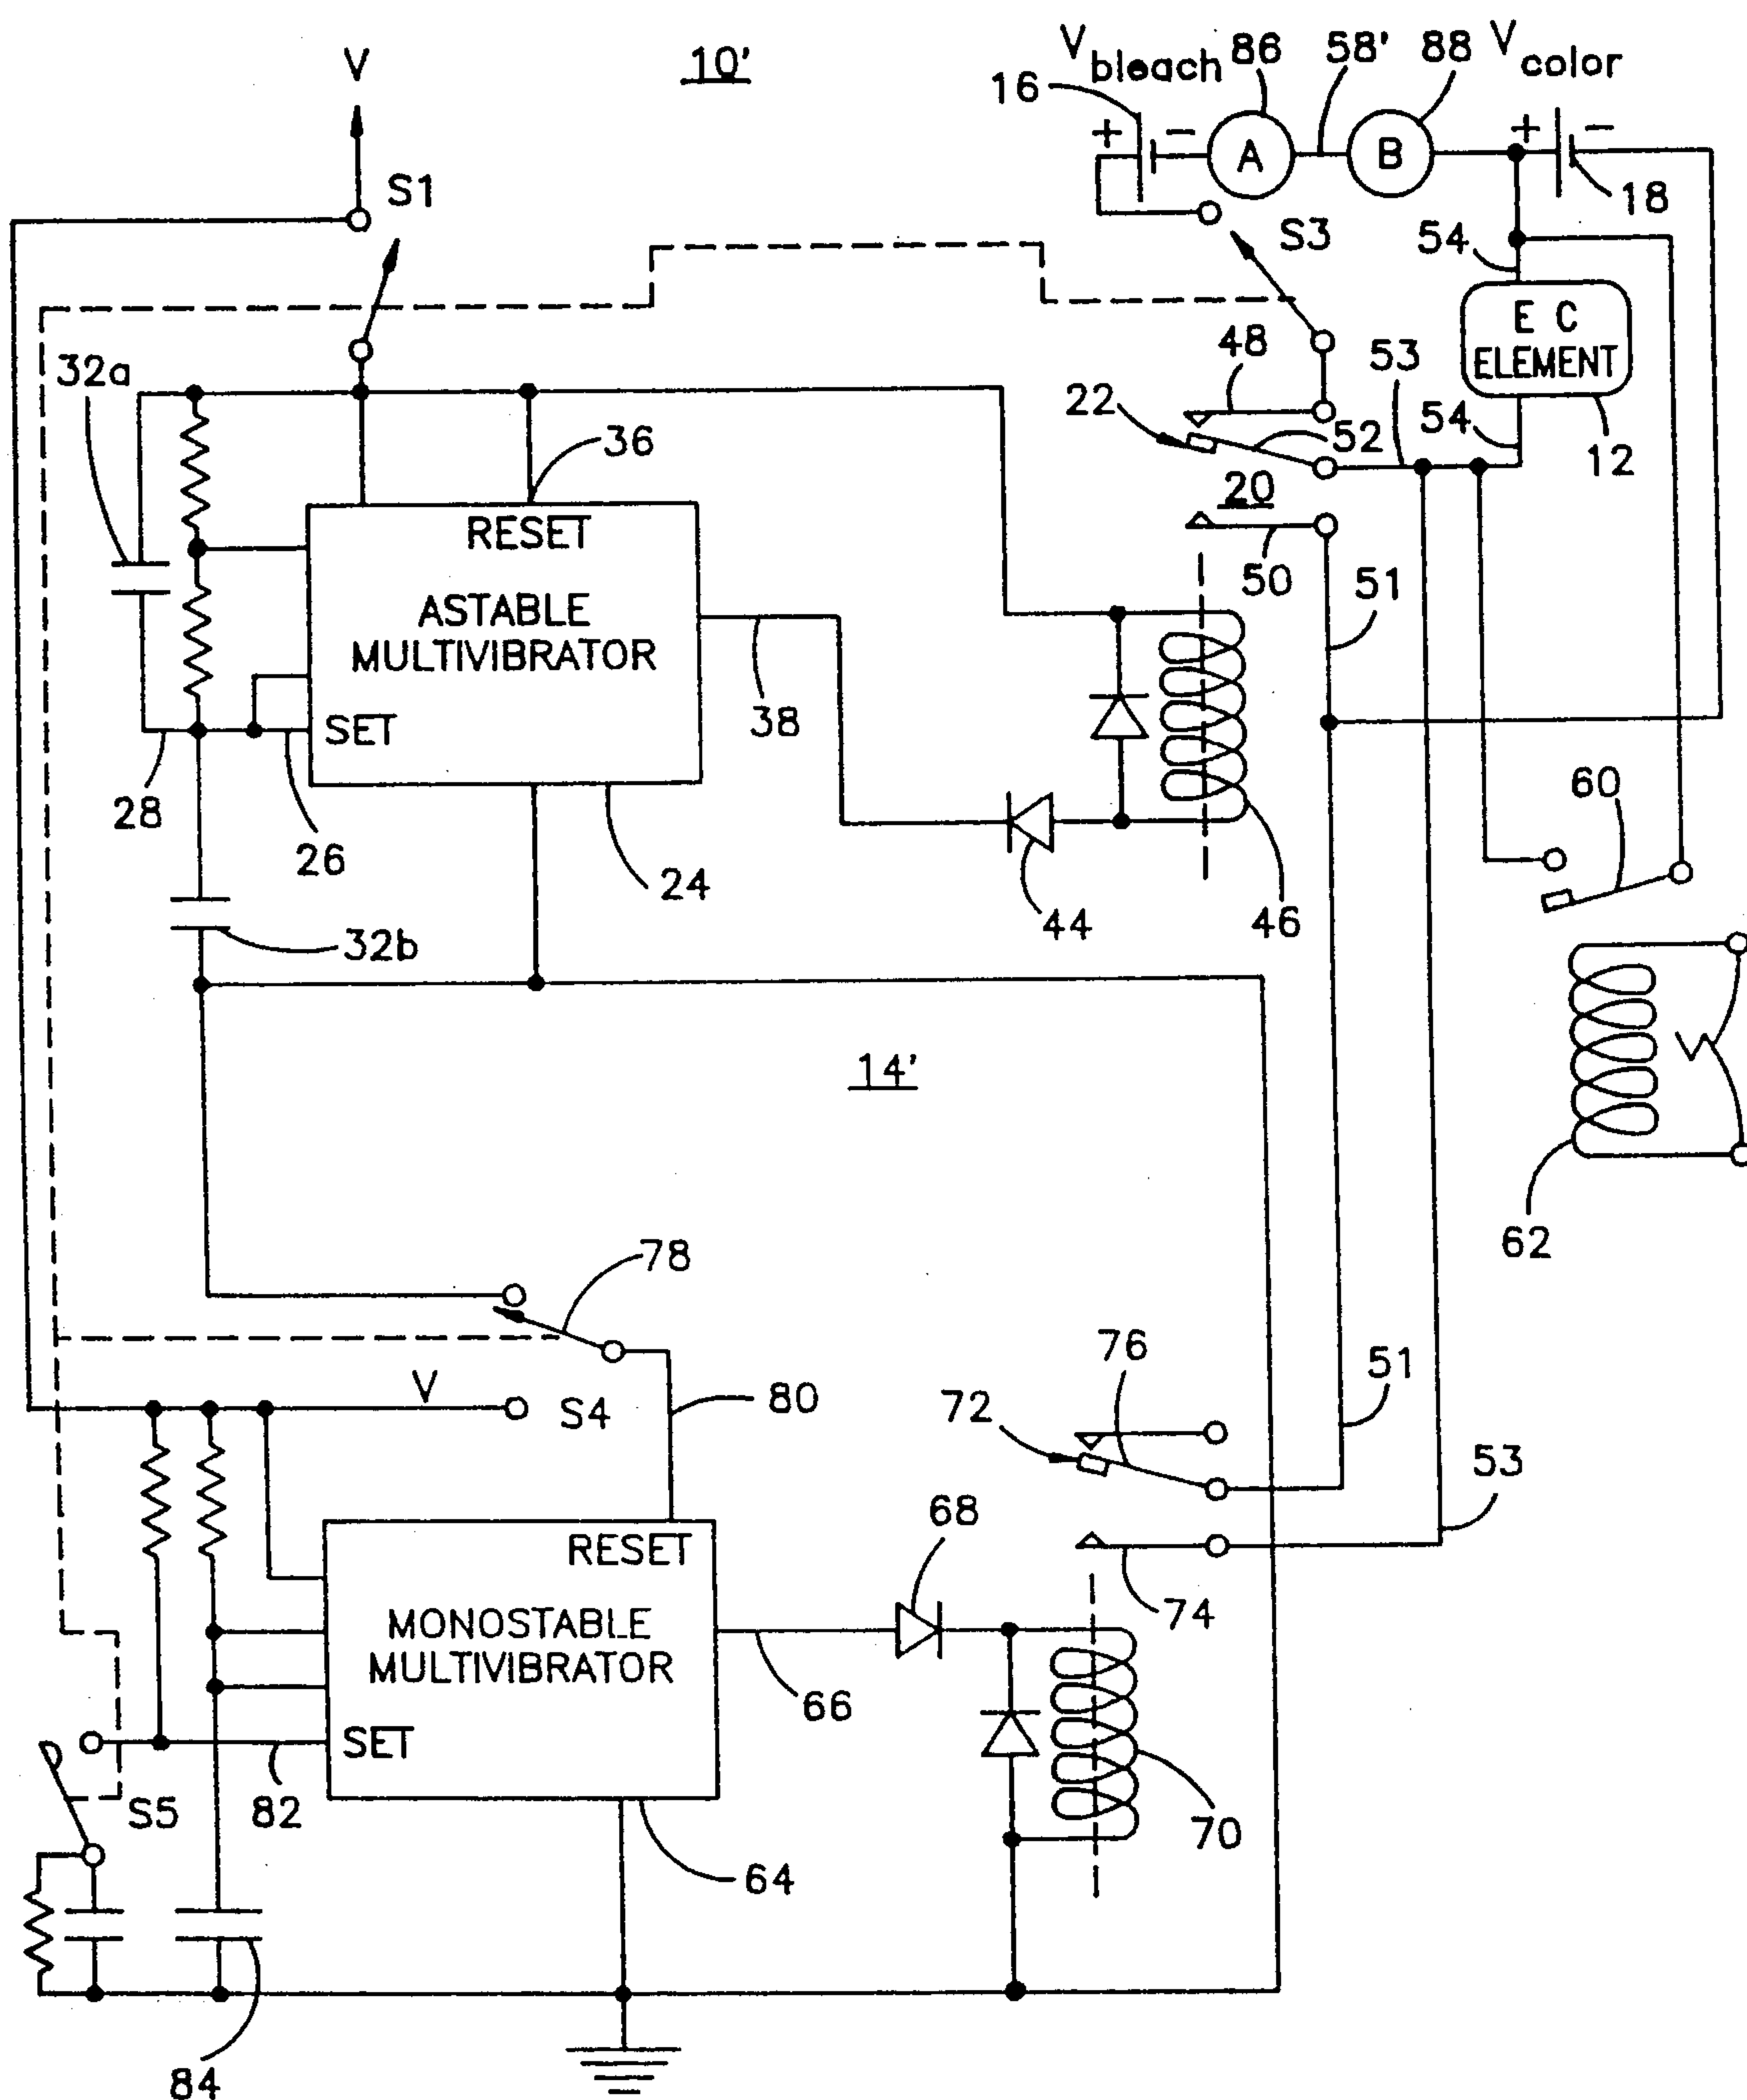 V
10'
V bleach
86
58'
88
V color
16
+
-
A
B
+
-
S1
S3
18
54
E C
ELEMENT
32a
48
53
22
52
54
12
36
20
RESET
50
51
ASTABLE
MULTIVIBRATOR
38
SET
28
26
24
44
46
60
32b
14'
62
78
76
51
V
S4
80
72
53
68
RESET
74
MONOSTABLE
MULTIVIBRATOR
66
SET
S5
82
70
64
84